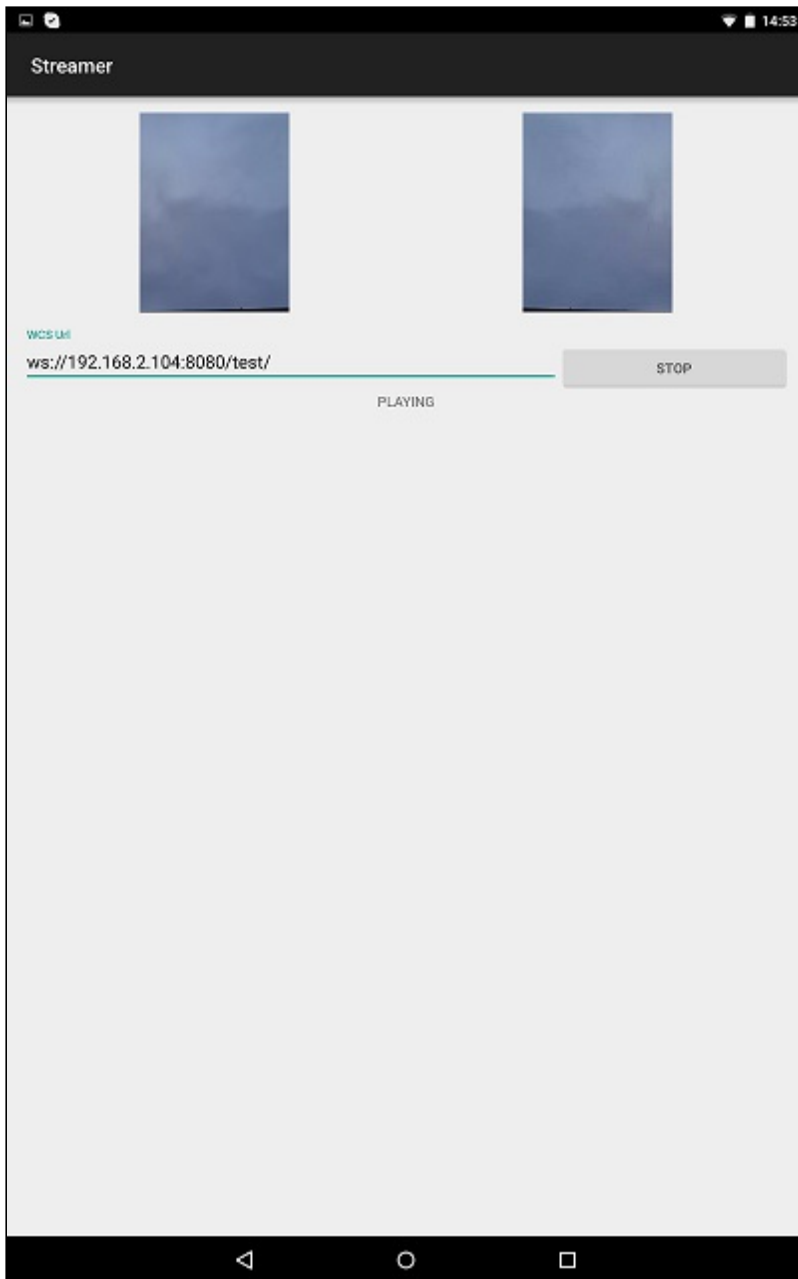 14:53
Streamer
WCS Url
ws://192.168.2.104:8080/test/
STOP
PLAYING